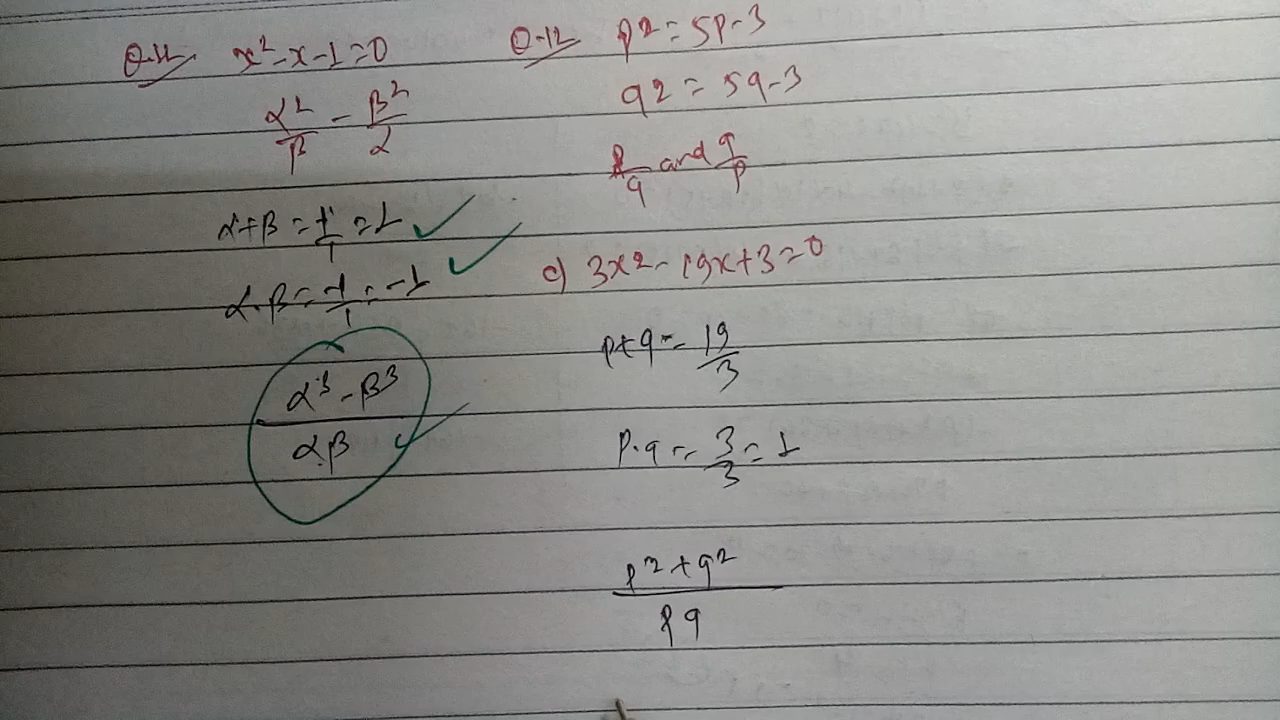 Q-11 x² - x - 1 = 0
α²/β - β²/α
α + β = 1/1 = 1
α · β = -1/1 = -1
α³ - β³ / αβ
Q-12 p2 = 5p - 3
q2 = 5q - 3
p/q and q/p
c) 3x2 - 19x + 3 = 0
p + q = 19/3
p · q = 3/3 = 1
p² + q² / pq